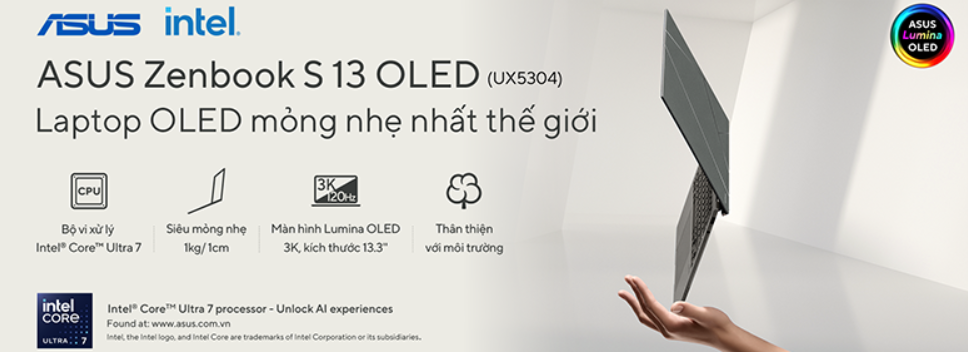 ASUS intel.
ASUS Lumina OLED
ASUS Zenbook S 13 OLED (UX5304)
Laptop OLED mỏng nhẹ nhất thế giới
CPU
3K 120Hz
Bộ vi xử lý
Intel® Core™ Ultra 7
Siêu mỏng nhẹ
1kg/ 1cm
Màn hình Lumina OLED
3K, kích thước 13.3"
Thân thiện
với môi trường
intel
CORE
ULTRA 7
Intel® Core™ Ultra 7 processor - Unlock AI experiences
Found at: www.asus.com.vn
Intel, the Intel logo, and Intel Core are trademarks of Intel Corporation or its subsidiaries.